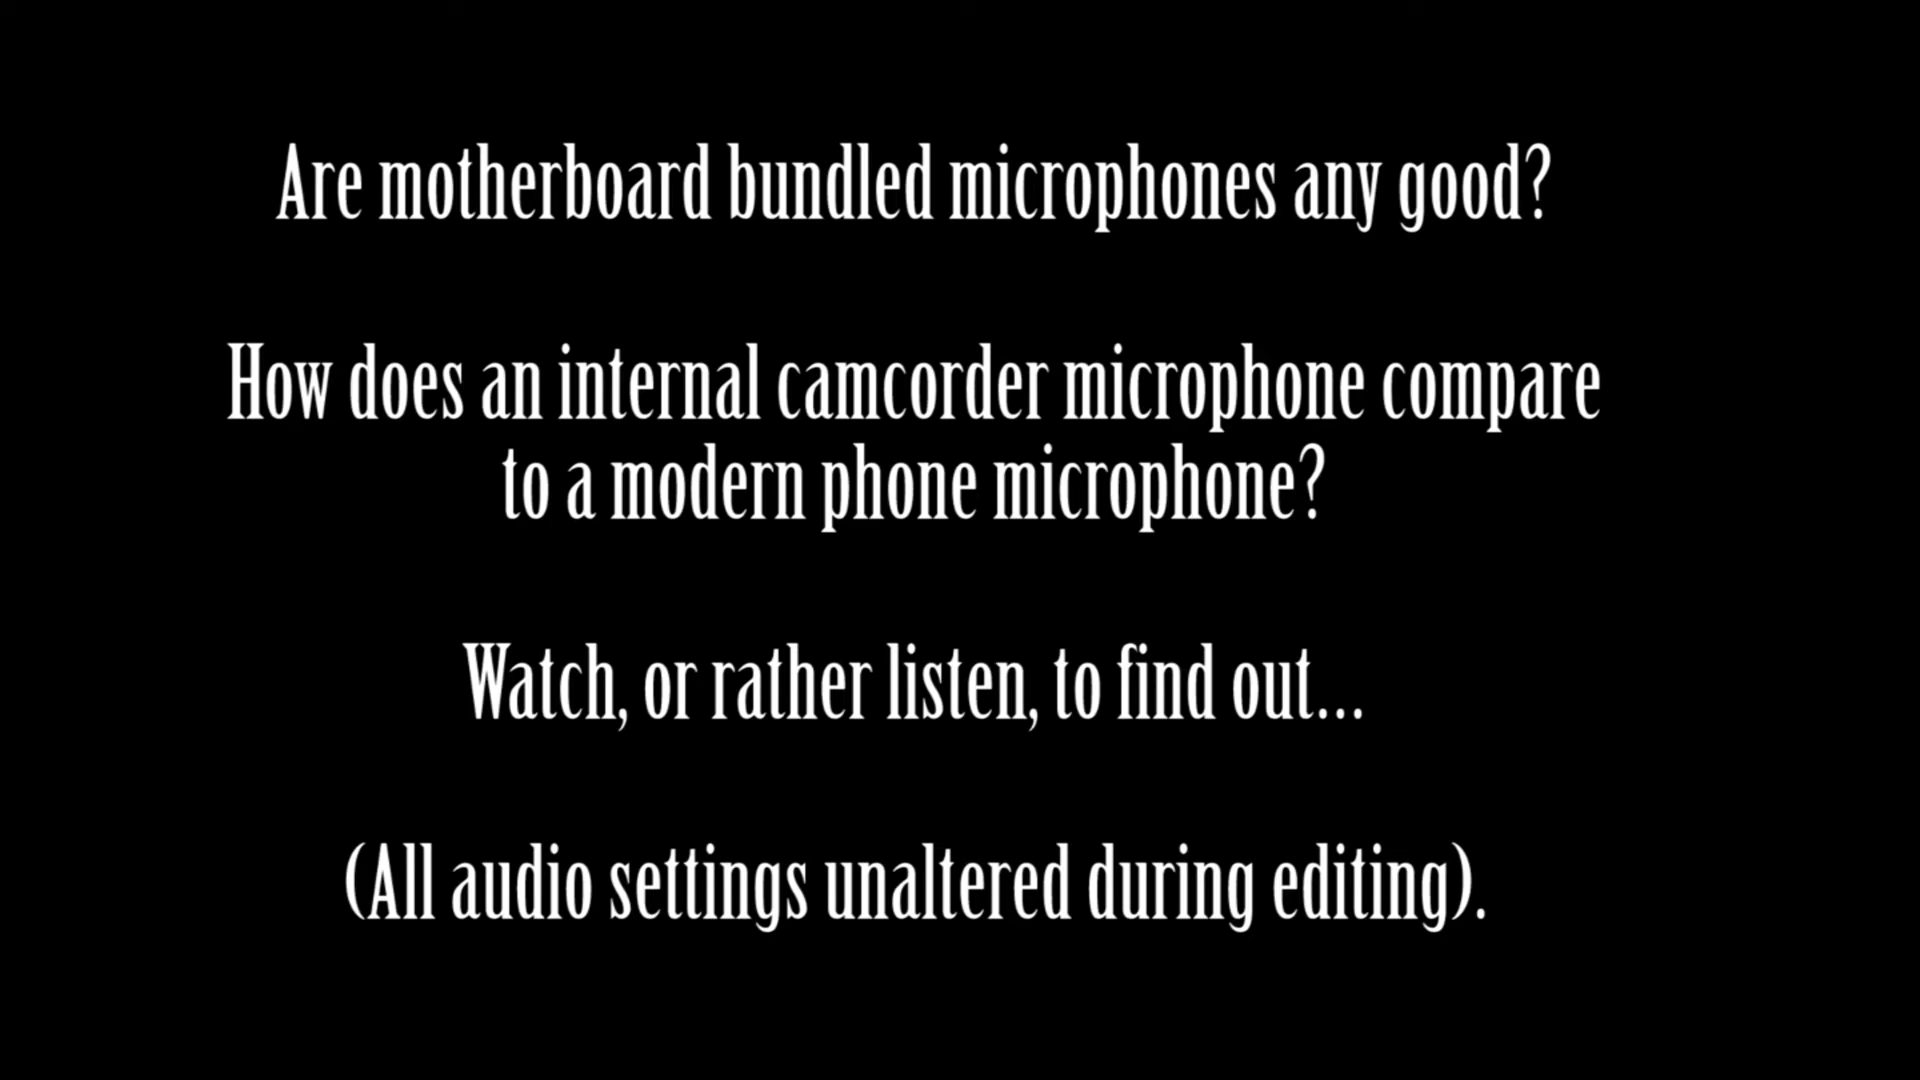 Are motherboard bundled microphones any good?
How does an internal camcorder microphone compare
to a modern phone microphone?
Watch, or rather listen, to find out...
(All audio settings unaltered during editing).